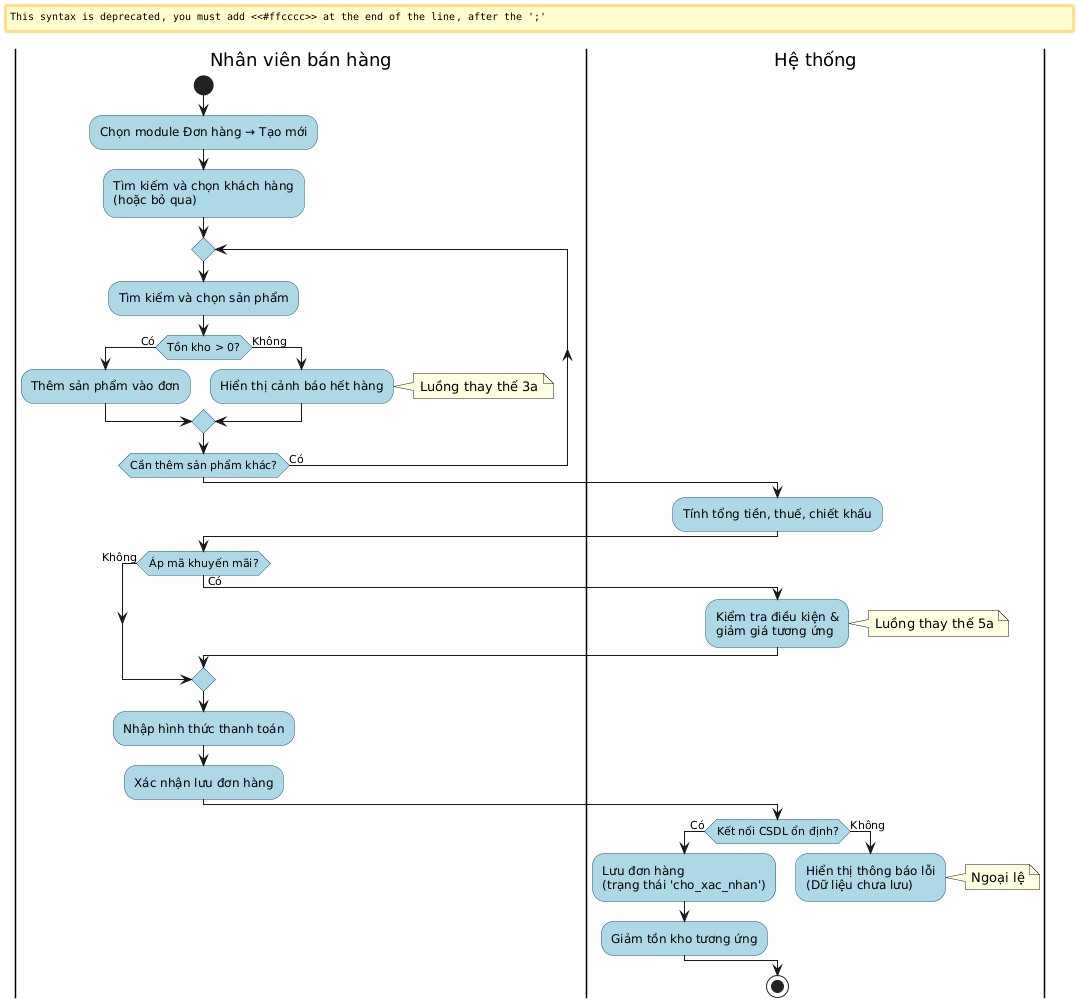 This syntax is deprecated, you must add <<#ffcccc>> at the end of the line, after the ';'
Nhân viên bán hàng
Hệ thống
Chọn module Đơn hàng → Tạo mới
Tìm kiếm và chọn khách hàng
(hoặc bỏ qua)
Tìm kiếm và chọn sản phẩm
Có
Tồn kho > 0?
Không
Thêm sản phẩm vào đơn
Hiển thị cảnh báo hết hàng
Luồng thay thế 3a
Cần thêm sản phẩm khác?
Có
Tính tổng tiền, thuế, chiết khấu
Không
Áp mã khuyến mãi?
Có
Kiểm tra điều kiện &
giảm giá tương ứng
Luồng thay thế 5a
Nhập hình thức thanh toán
Xác nhận lưu đơn hàng
Có
Kết nối CSDL ổn định?
Không
Lưu đơn hàng
(trạng thái 'cho_xac_nhan')
Hiển thị thông báo lỗi
(Dữ liệu chưa lưu)
Ngoại lệ
Giảm tồn kho tương ứng